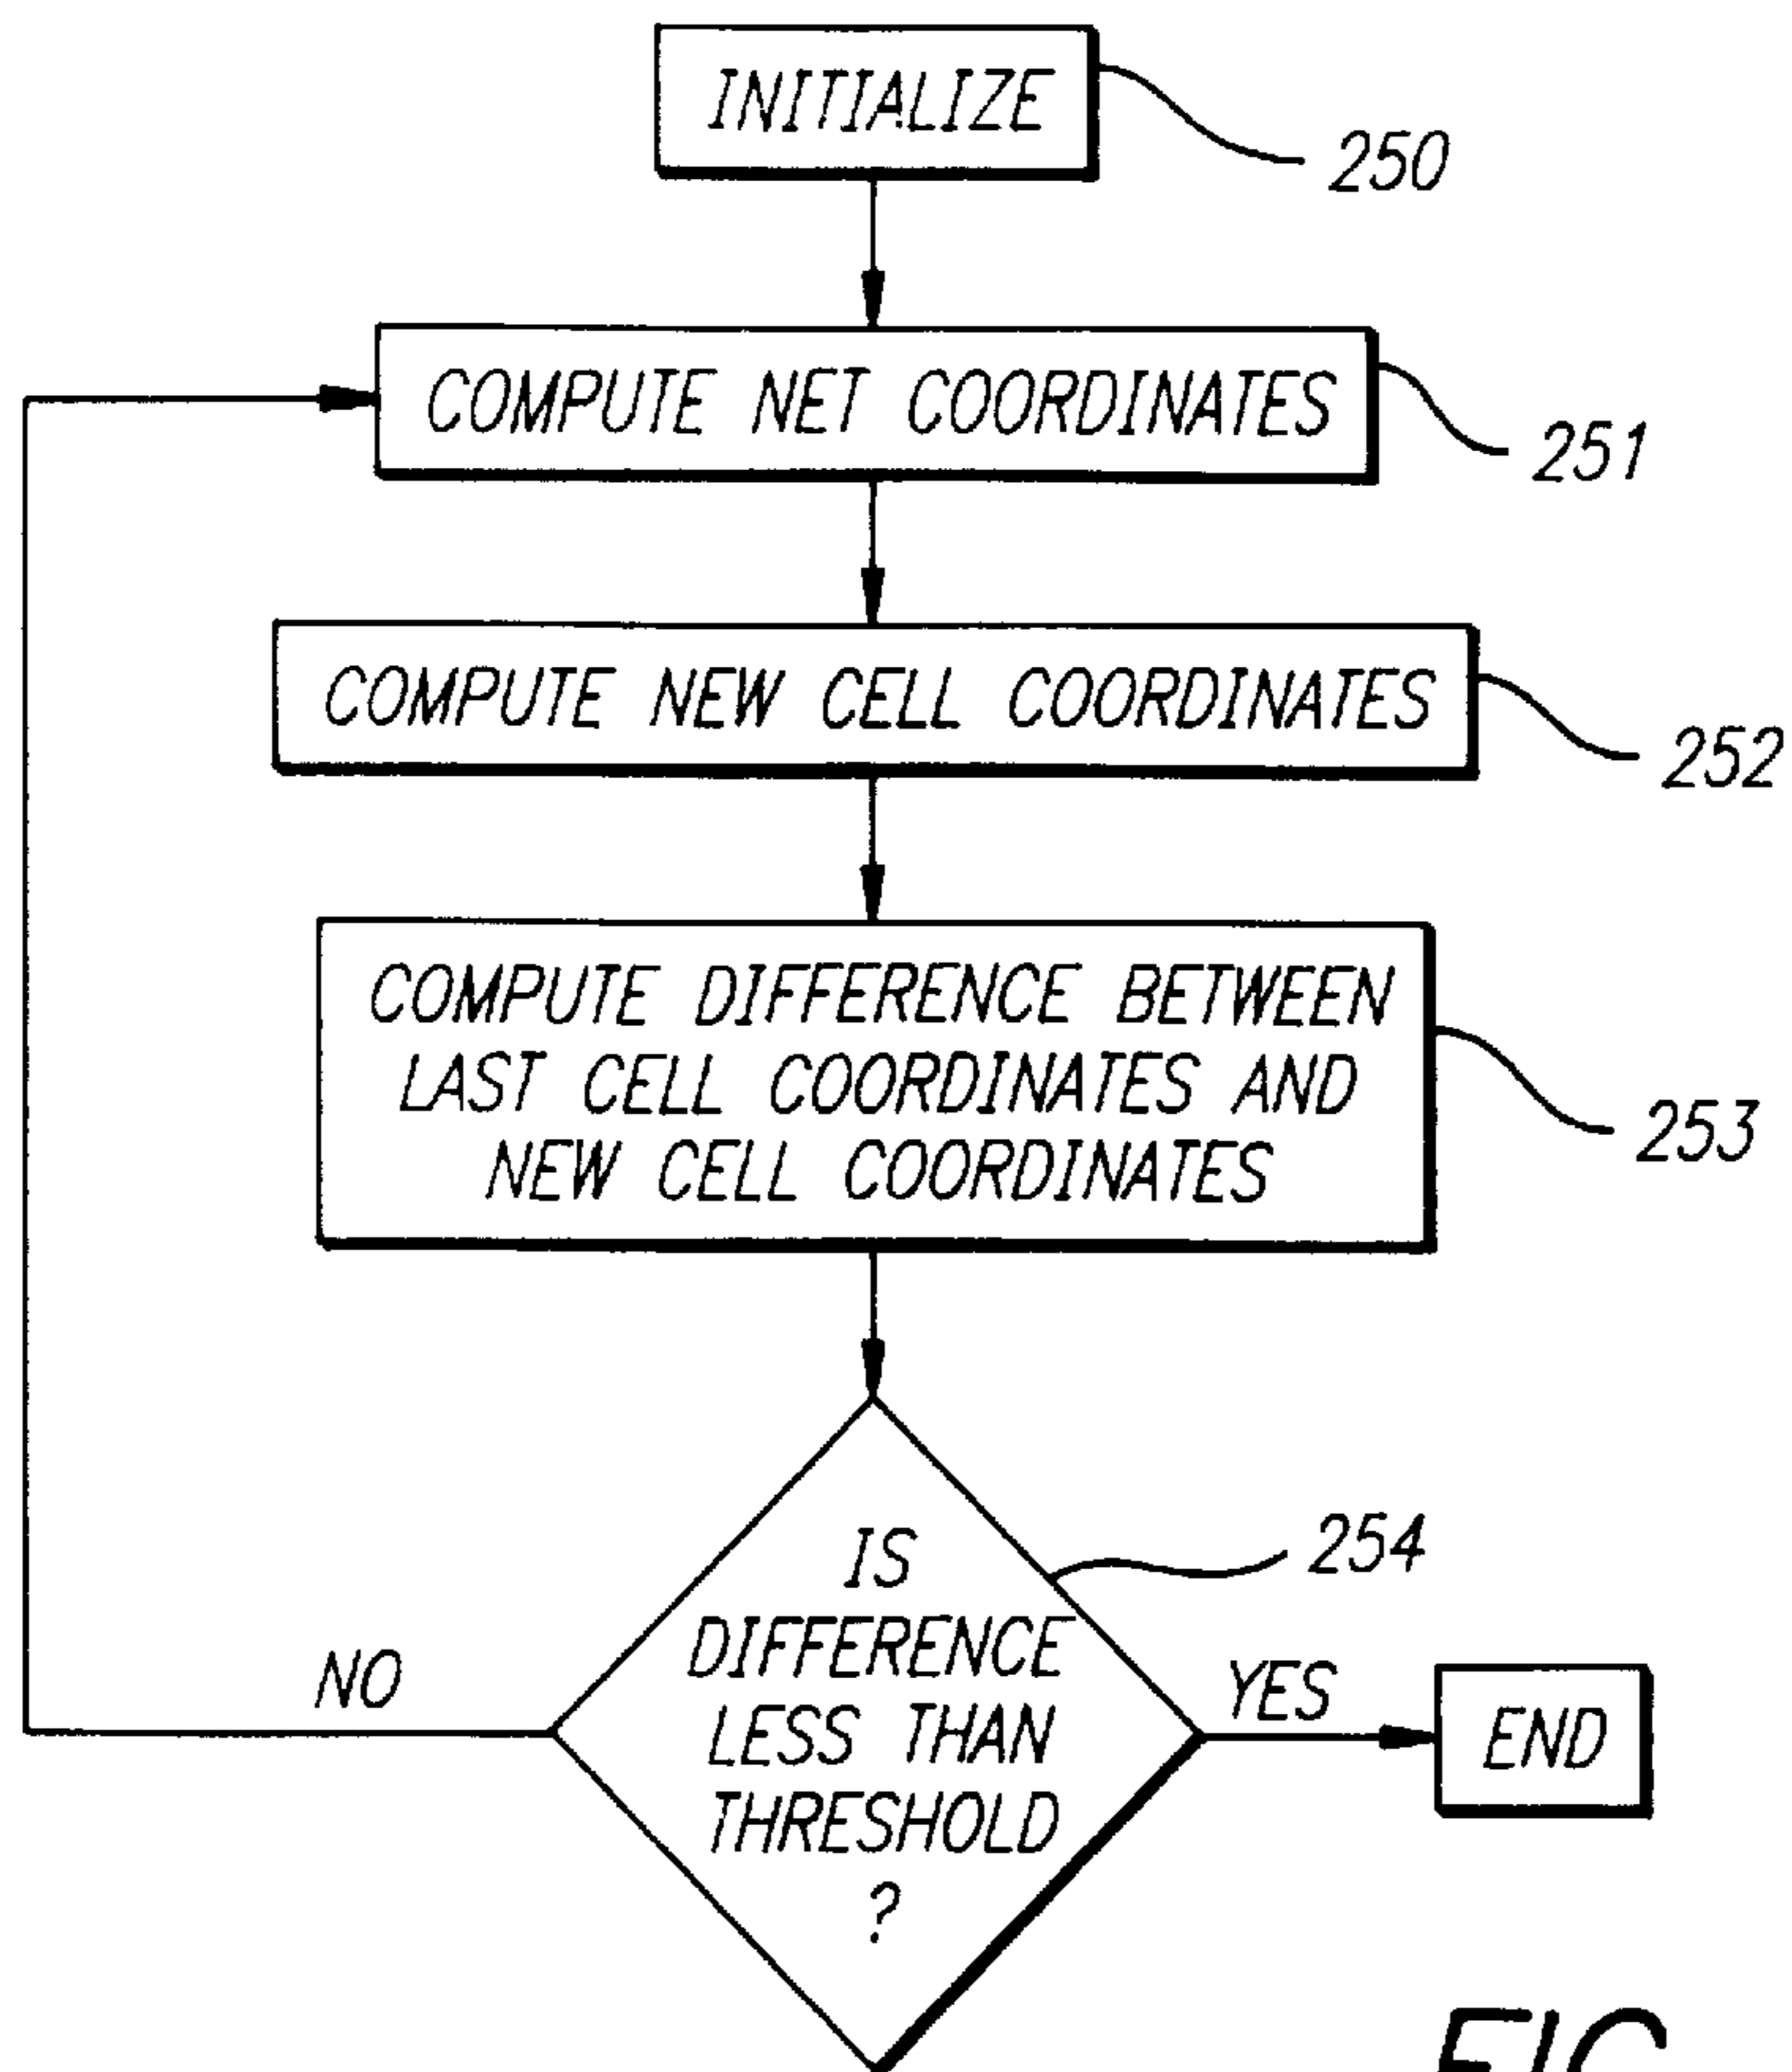 INITIALIZE
250
COMPUTE NET COORDINATES
251
COMPUTE NEW CELL COORDINATES
252
COMPUTE DIFFERENCE BETWEEN
LAST CELL COORDINATES AND
NEW CELL COORDINATES
253
IS
DIFFERENCE
LESS THAN
THRESHOLD
?
254
NO
YES
END
FIG